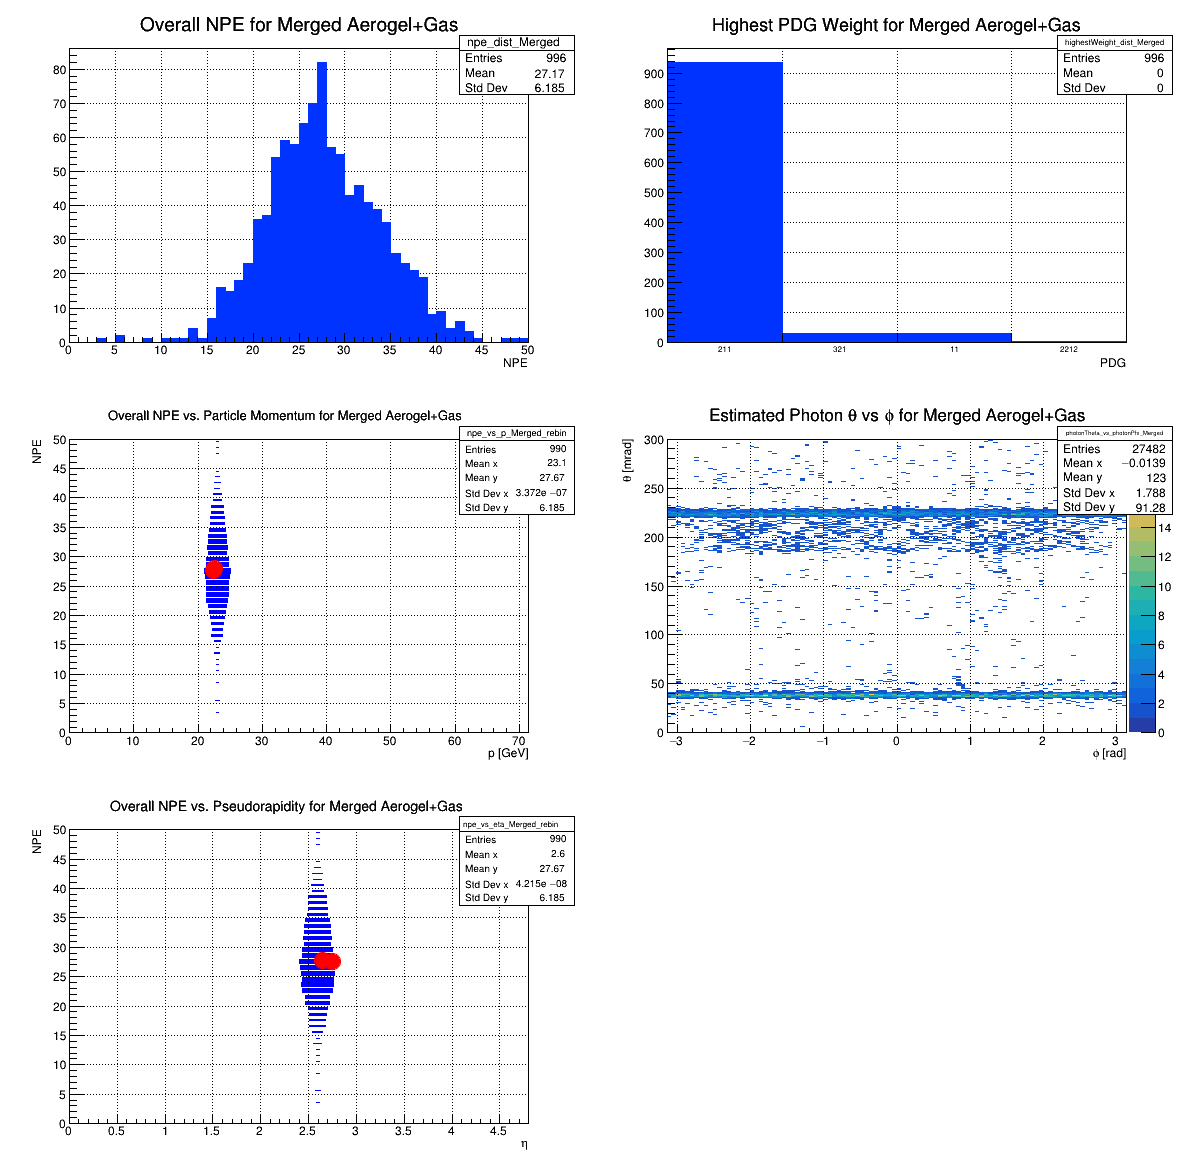 Overall NPE for Merged Aerogel+Gas
npe_dist_Merged
Entries 996
Mean 27.17
Std Dev 6.185
80
70
60
50
40
30
20
10
0
0 5 10 15 20 25 30 35 40 45 50
NPE
Highest PDG Weight for Merged Aerogel+Gas
highestWeight_dist_Merged
Entries 996
Mean 0
Std Dev 0
900
800
700
600
500
400
300
200
100
0
211 321 11 2212
PDG
Overall NPE vs. Particle Momentum for Merged Aerogel+Gas
npe_vs_p_Merged_rebin
Entries 990
Mean x 23.1
Mean y 27.67
Std Dev x 3.372e −07
Std Dev y 6.185
NPE
50
45
40
35
30
25
20
15
10
5
0
0 10 20 30 40 50 60 70
p [GeV]
Estimated Photon θ vs ϕ for Merged Aerogel+Gas
photonTheta_vs_photonPhi_Merged
Entries 27482
Mean x −0.0139
Mean y 123
Std Dev x 1.788
Std Dev y 91.28
θ [mrad]
300
250
200
150
100
50
0
−3 −2 −1 0 1 2 3
ϕ [rad]
14
12
10
8
6
4
2
0
Overall NPE vs. Pseudorapidity for Merged Aerogel+Gas
npe_vs_eta_Merged_rebin
Entries 990
Mean x 2.6
Mean y 27.67
Std Dev x 4.215e −08
Std Dev y 6.185
NPE
50
45
40
35
30
25
20
15
10
5
0
0 0.5 1 1.5 2 2.5 3 3.5 4 4.5
η